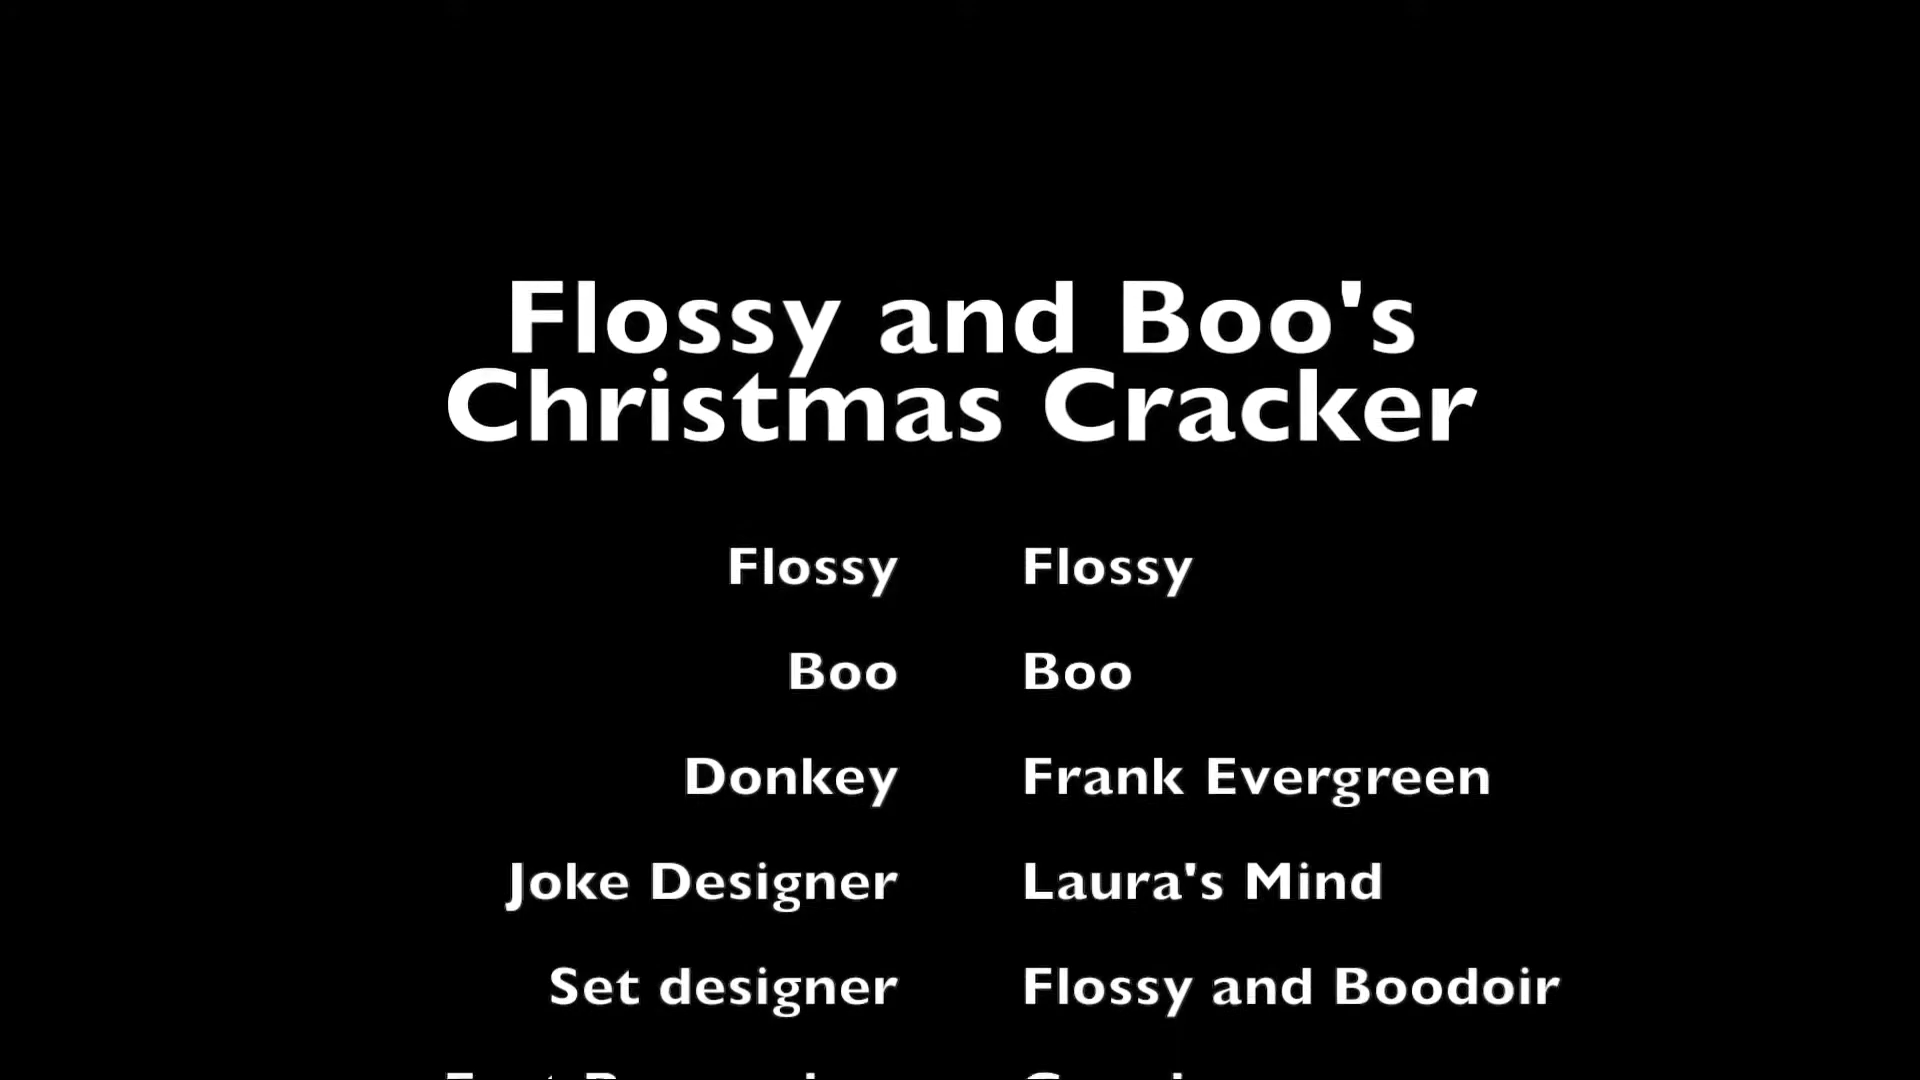 Flossy and Boo's
Christmas Cracker
Flossy Flossy
Boo Boo
Donkey Frank Evergreen
Joke Designer Laura's Mind
Set designer Flossy and Boodoir